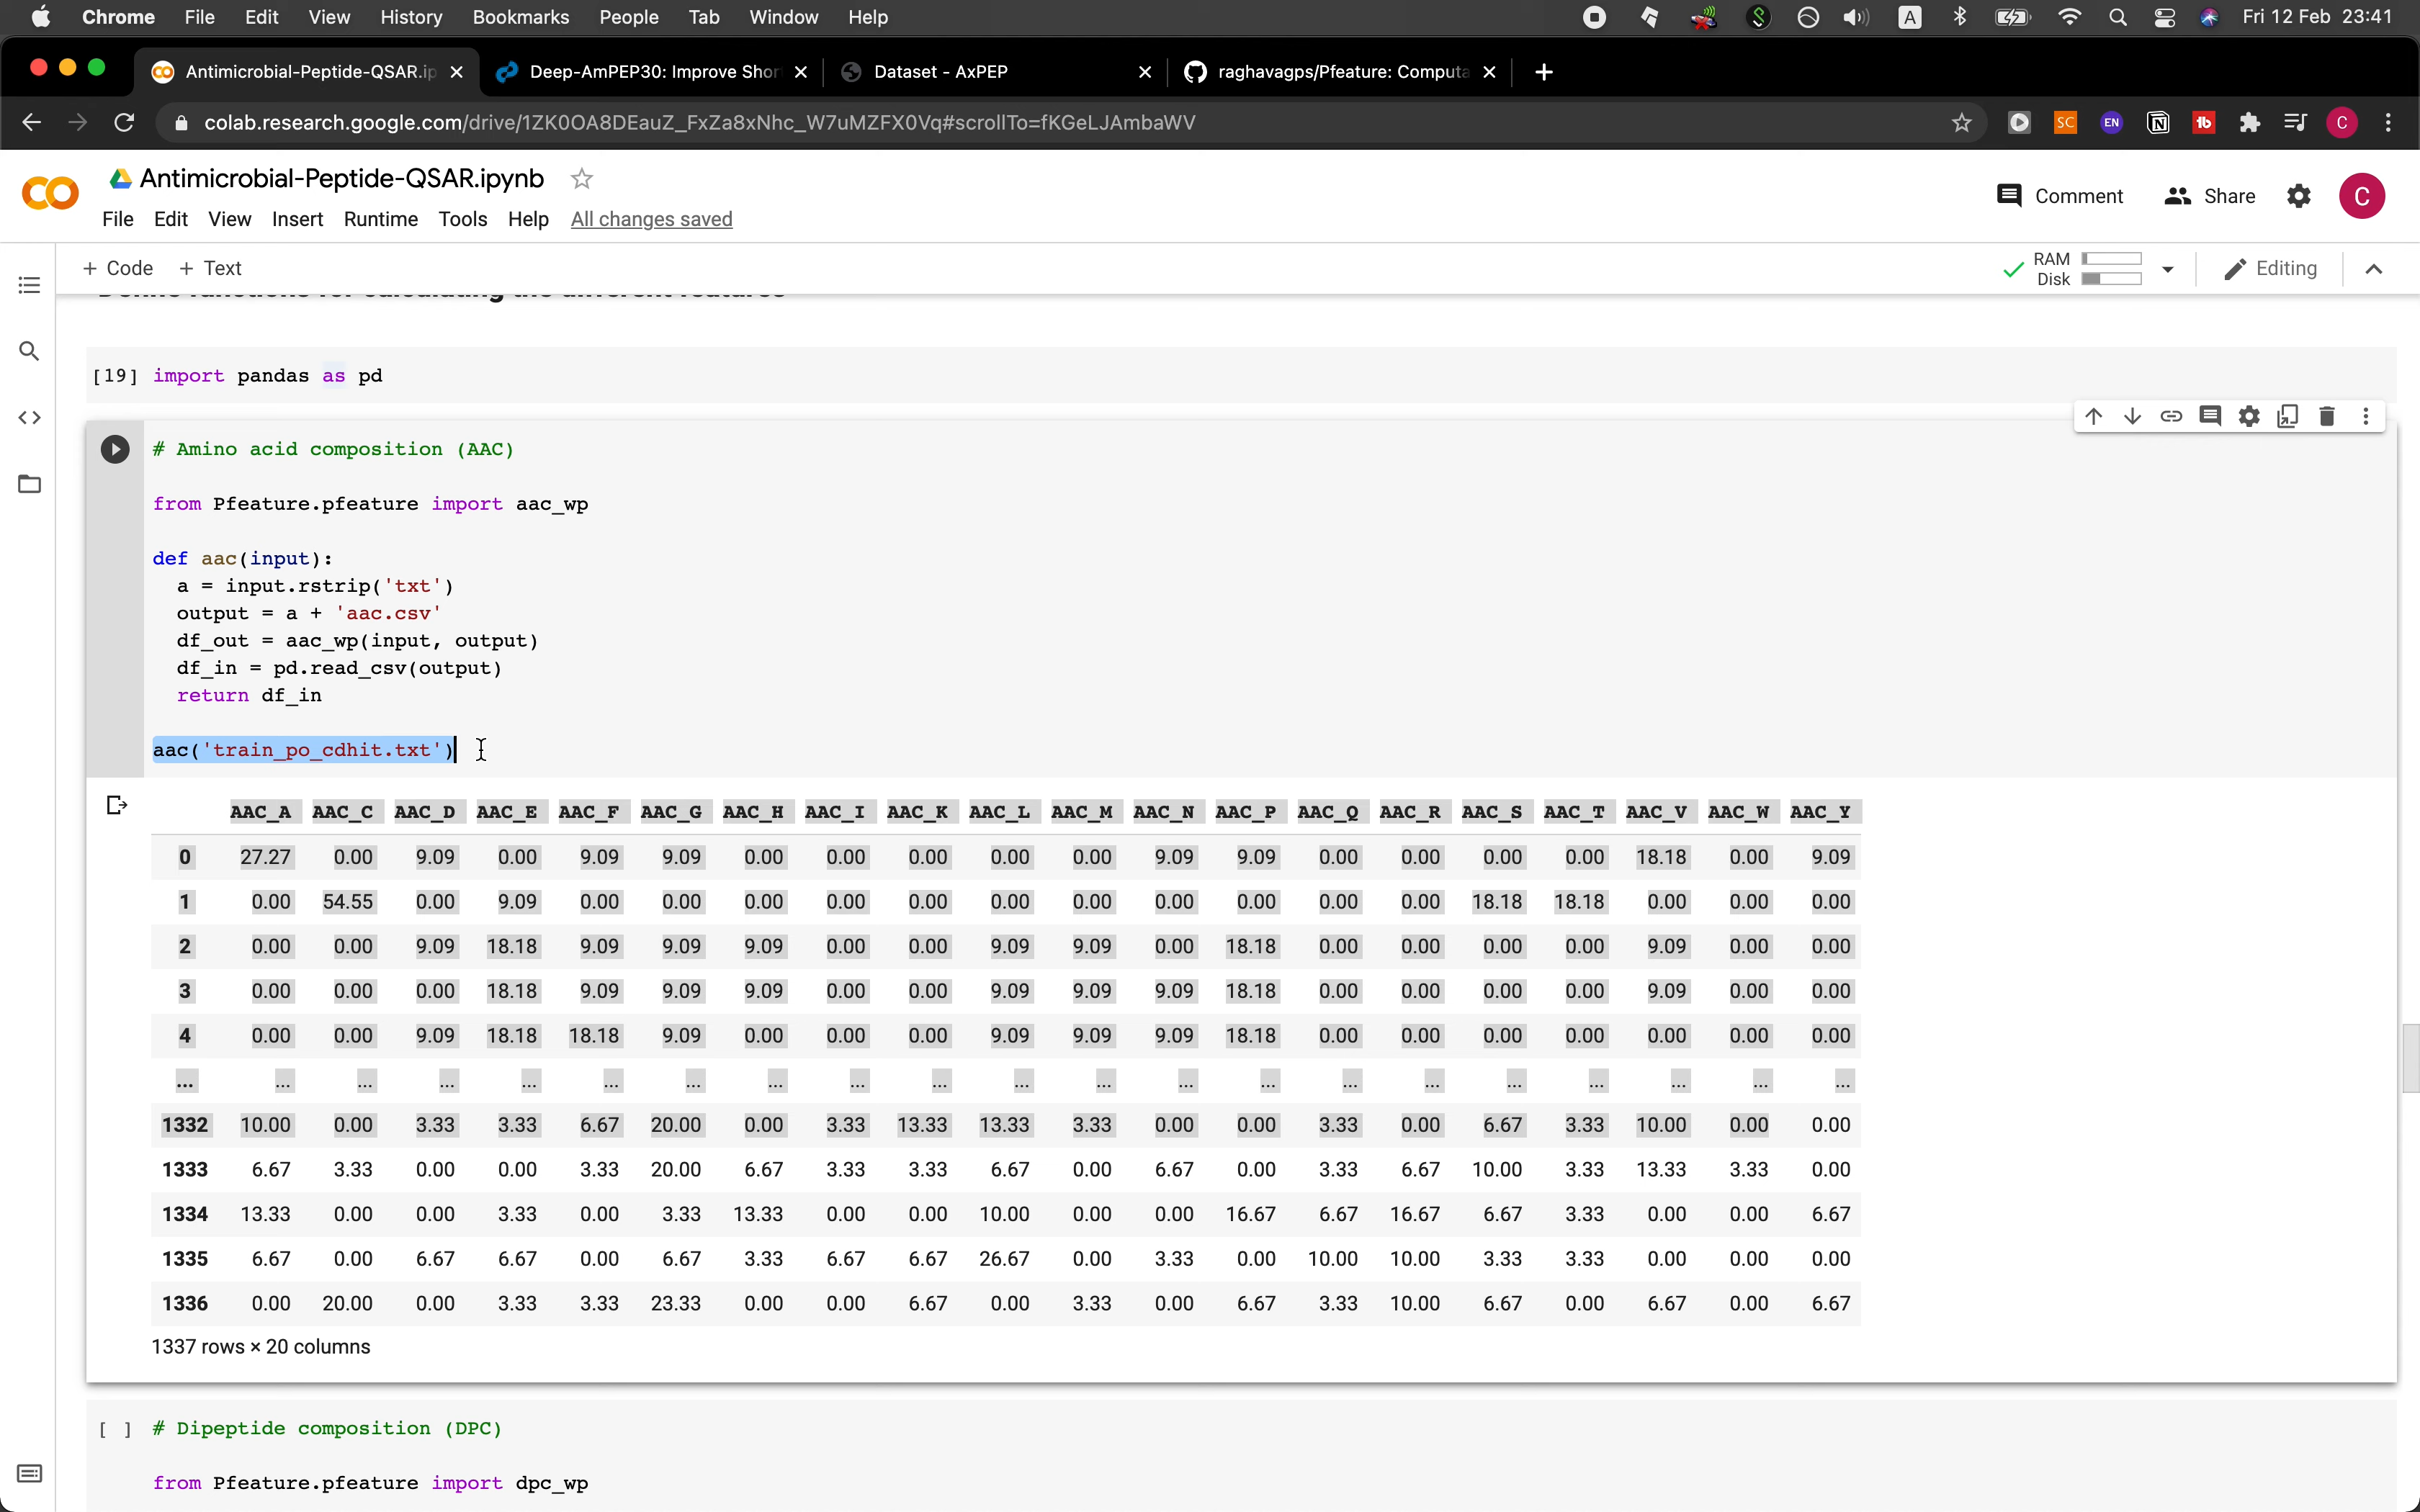 Chrome File Edit View History Bookmarks People Tab Window Help A Fri 12 Feb 23:41
Antimicrobial-Peptide-QSAR.ip Deep-AmPEP30: Improve Shor Dataset - AxPEP raghavagps/Pfeature: Computa
colab.research.google.com/drive/1ZK0OA8DEauZ_FxZa8xNhc_W7uMZFX0Vq#scrollTo=fKGeLJAmbaWV SC EN C
Antimicrobial-Peptide-QSAR.ipynb
File Edit View Insert Runtime Tools Help All changes saved
Comment Share C
+ Code + Text
RAM
Disk
Editing
Define functions for calculating the different features
[19] import pandas as pd
# Amino acid composition (AAC)
from Pfeature.pfeature import aac_wp
def aac(input):
a = input.rstrip('txt')
output = a + 'aac.csv'
df_out = aac_wp(input, output)
df_in = pd.read_csv(output)
return df_in
aac('train_po_cdhit.txt')
AAC_A AAC_C AAC_D AAC_E AAC_F AAC_G AAC_H AAC_I AAC_K AAC_L AAC_M AAC_N AAC_P AAC_Q AAC_R AAC_S AAC_T AAC_V AAC_W AAC_Y
0 27.27 0.00 9.09 0.00 9.09 9.09 0.00 0.00 0.00 0.00 0.00 9.09 9.09 0.00 0.00 0.00 0.00 18.18 0.00 9.09
1 0.00 54.55 0.00 9.09 0.00 0.00 0.00 0.00 0.00 0.00 0.00 0.00 0.00 0.00 0.00 18.18 18.18 0.00 0.00 0.00
2 0.00 0.00 9.09 18.18 9.09 9.09 9.09 0.00 0.00 9.09 9.09 0.00 18.18 0.00 0.00 0.00 0.00 9.09 0.00 0.00
3 0.00 0.00 0.00 18.18 9.09 9.09 9.09 0.00 0.00 9.09 9.09 9.09 18.18 0.00 0.00 0.00 0.00 9.09 0.00 0.00
4 0.00 0.00 9.09 18.18 18.18 9.09 0.00 0.00 0.00 9.09 9.09 9.09 18.18 0.00 0.00 0.00 0.00 0.00 0.00 0.00
... ... ... ... ... ... ... ... ... ... ... ... ... ... ... ... ... ... ... ... ...
1332 10.00 0.00 3.33 3.33 6.67 20.00 0.00 3.33 13.33 13.33 3.33 0.00 0.00 3.33 0.00 6.67 3.33 10.00 0.00 0.00
1333 6.67 3.33 0.00 0.00 3.33 20.00 6.67 3.33 3.33 6.67 0.00 6.67 0.00 3.33 6.67 10.00 3.33 13.33 3.33 0.00
1334 13.33 0.00 0.00 3.33 0.00 3.33 13.33 0.00 0.00 10.00 0.00 0.00 16.67 6.67 16.67 6.67 3.33 0.00 0.00 6.67
1335 6.67 0.00 6.67 6.67 0.00 6.67 3.33 6.67 6.67 26.67 0.00 3.33 0.00 10.00 10.00 3.33 3.33 0.00 0.00 0.00
1336 0.00 20.00 0.00 3.33 3.33 23.33 0.00 0.00 6.67 0.00 3.33 0.00 6.67 3.33 10.00 6.67 0.00 6.67 0.00 6.67
1337 rows × 20 columns
[ ] # Dipeptide composition (DPC)
from Pfeature.pfeature import dpc_wp